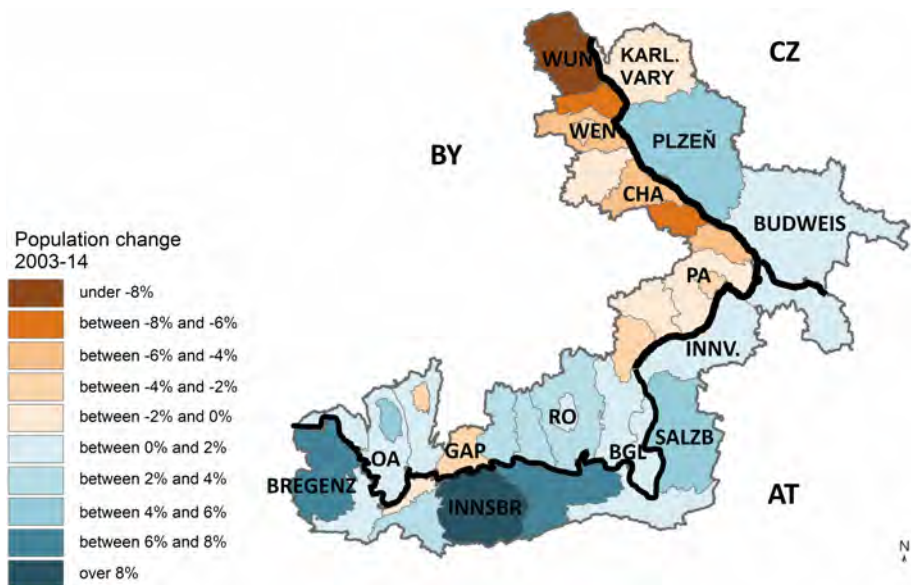 WUN
KARL.
VARY
CZ
WEN
PLZEŇ
BY
CHA
BUDWEIS
Population change
2003-14
under -8%
between -8% and -6%
between -6% and -4%
between -4% and -2%
between -2% and 0%
between 0% and 2%
between 2% and 4%
between 4% and 6%
between 6% and 8%
over 8%
PA
INNV.
RO
SALZB
OA
GAP
BGL
BREGENZ
INNSBR
AT
N